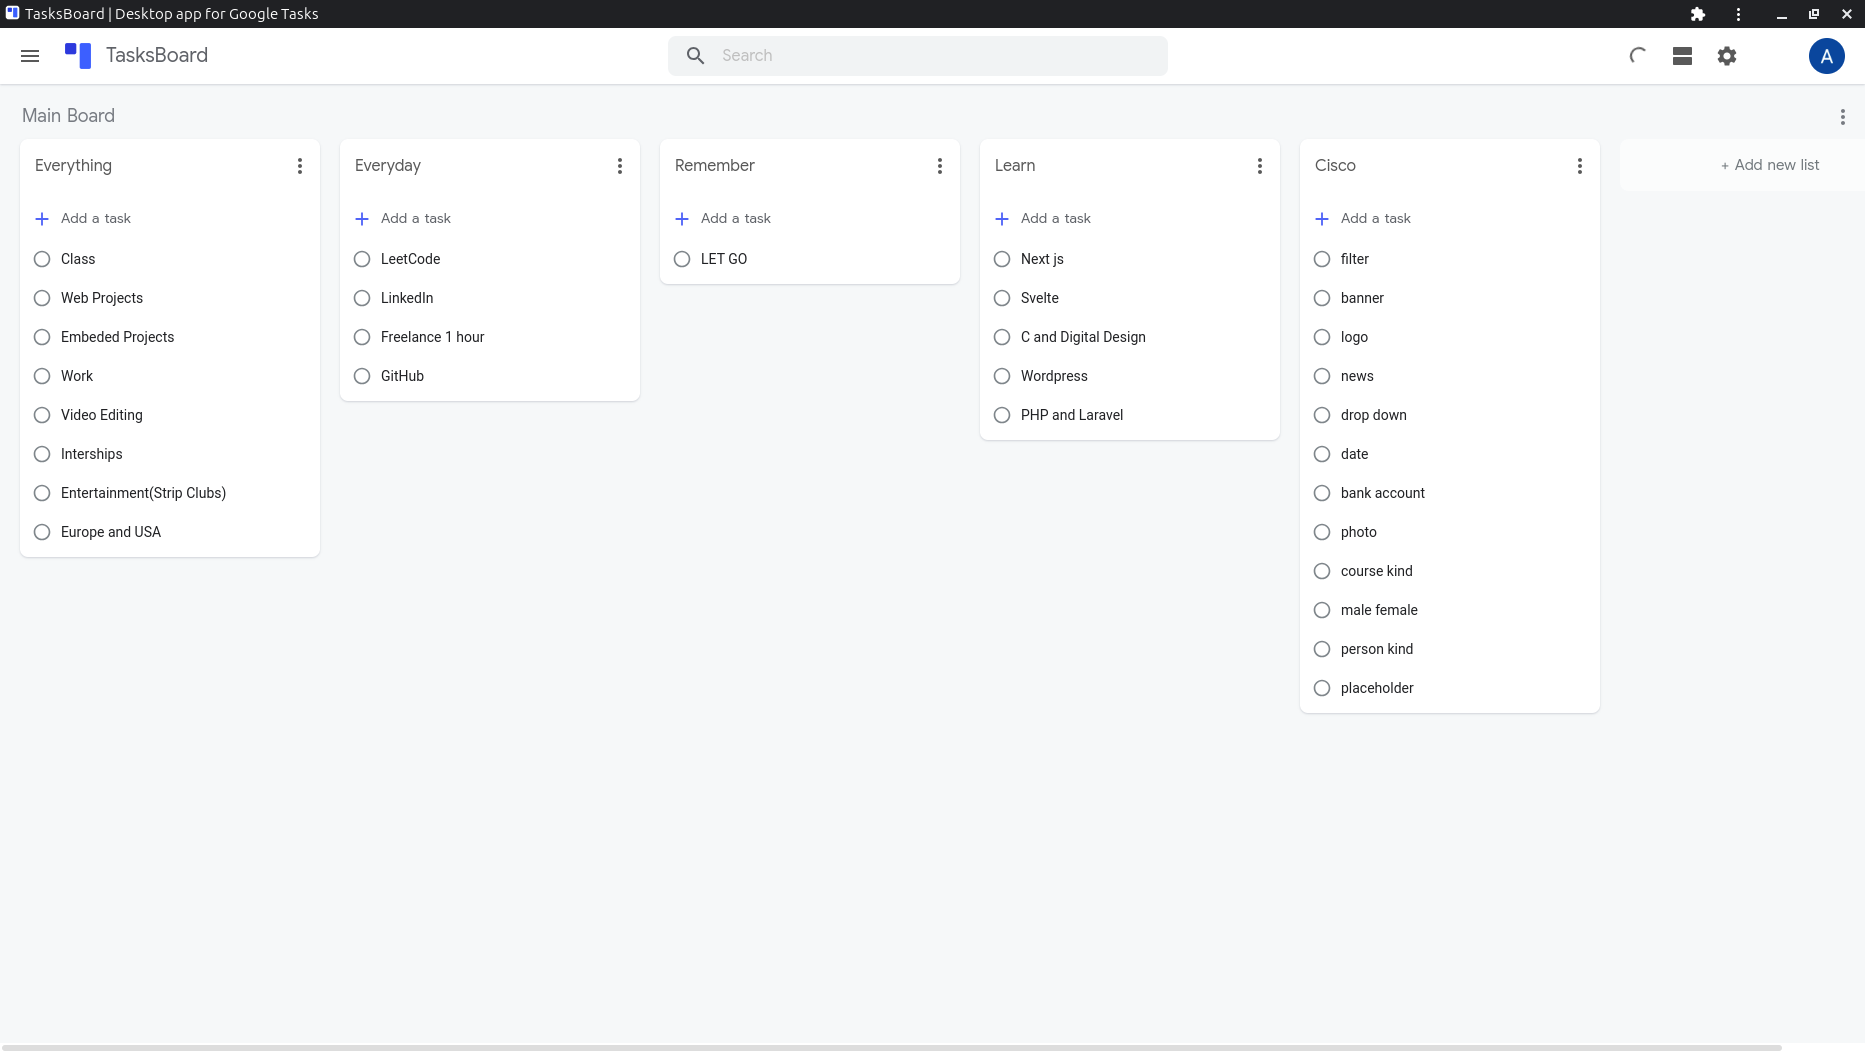 TasksBoard | Desktop app for Google Tasks
TasksBoard
Search
A
Main Board
Everything
Add a task
Class
Web Projects
Embeded Projects
Work
Video Editing
Interships
Entertainment(Strip Clubs)
Europe and USA
Everyday
Add a task
LeetCode
LinkedIn
Freelance 1 hour
GitHub
Remember
Add a task
LET GO
Learn
Add a task
Next js
Svelte
C and Digital Design
Wordpress
PHP and Laravel
Cisco
Add a task
filter
banner
logo
news
drop down
date
bank account
photo
course kind
male female
person kind
placeholder
+ Add new list